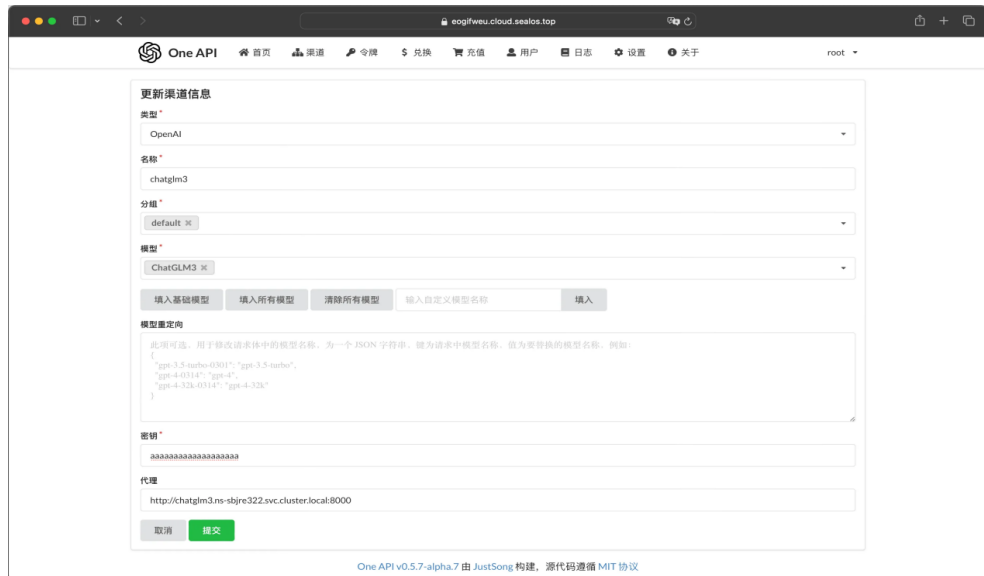 eogifweu.cloud.sealos.top
One API 首页 渠道 令牌 兑换 充值 用户 日志 设置 关于 root
更新渠道信息
类型*
OpenAI
名称*
chatglm3
分组*
default
模型*
ChatGLM3
填入基础模型 填入所有模型 清除所有模型 输入自定义模型名称 填入
模型重定向
此项可选，用于修改请求体中的模型名称，为一个 JSON 字符串，键为请求中模型名称，值为要替换的模型名称，例如：
{
"gpt-3.5-turbo-0301": "gpt-3.5-turbo",
"gpt-4-0314": "gpt-4",
"gpt-4-32k-0314": "gpt-4-32k"
}
密钥*
aaaaaaaaaaaaaaaaaaa
代理
http://chatglm3.ns-sbjre322.svc.cluster.local:8000
取消 提交
One API v0.5.7-alpha.7 由 JustSong 构建，源代码遵循 MIT 协议